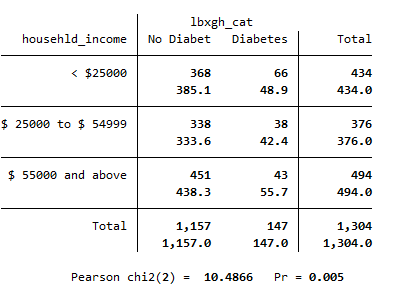 lbxgh_cat
househld_income No Diabet Diabetes Total
< $25000 368 66 434
385.1 48.9 434.0
$ 25000 to $ 54999 338 38 376
333.6 42.4 376.0
$ 55000 and above 451 43 494
438.3 55.7 494.0
Total 1,157 147 1,304
1,157.0 147.0 1,304.0
Pearson chi2(2) = 10.4866 Pr = 0.005